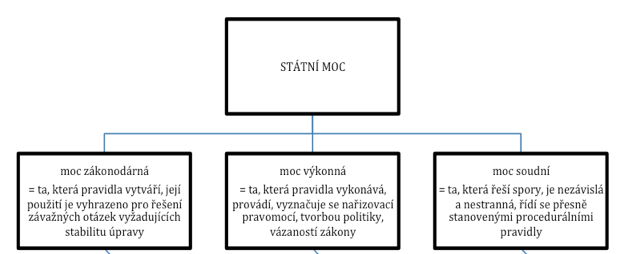 STÁTNÍ MOC
moc zákonodárná
= ta, která pravidla vytváří, její
použití je vyhrazeno pro řešení
závažných otázek vyžadujících
stabilitu úpravy
moc výkonná
= ta, která pravidla vykonává,
provádí, vyznačuje se nařizovací
pravomocí, tvorbou politiky,
vázaností zákony
moc soudní
= ta, která řeší spory, je nezávislá
a nestranná, řídí se přesně
stanovenými procedurálními
pravidly